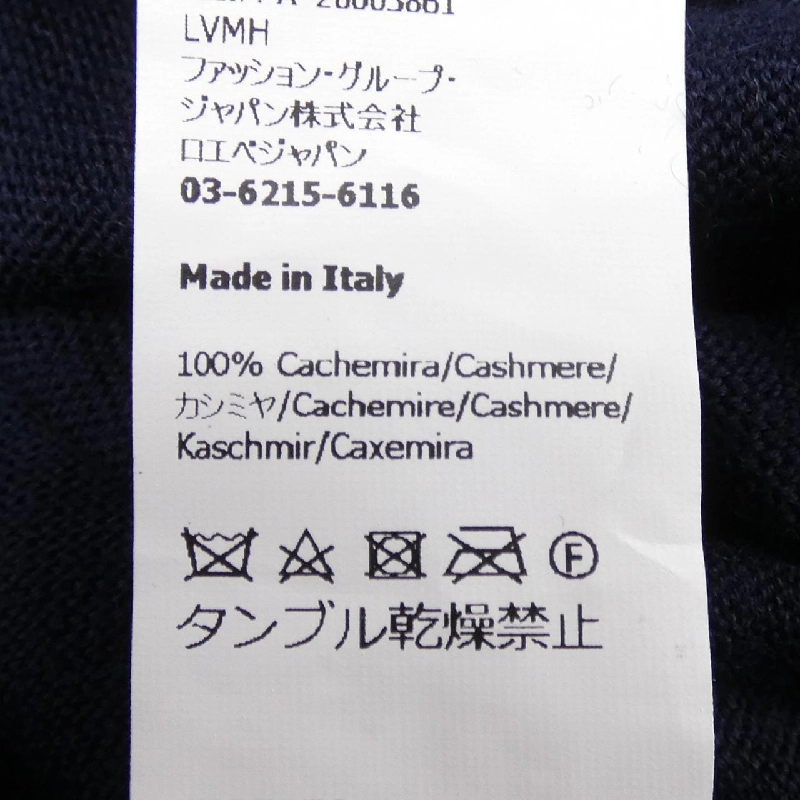 LVMH
ファッション・グループ・
ジャパン株式会社
ロエベジャパン
03-6215-6116
Made in Italy
100% Cachemira/Cashmere/
カシミヤ/Cachemire/Cashmere/
Kaschmir/Caxemira
F
タンブル乾燥禁止